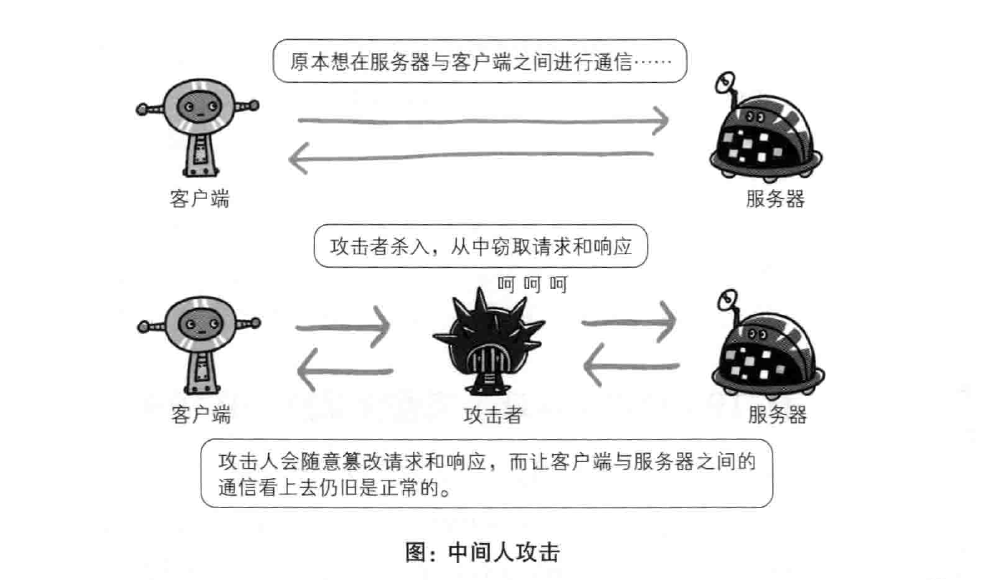 原本想在服务器与客户端之间进行通信……
客户端
服务器
攻击者杀入，从中窃取请求和响应
呵 呵 呵
客户端
攻击者
服务器
攻击人会随意篡改请求和响应，而让客户端与服务器之间的
通信看上去仍旧是正常的。
图：中间人攻击